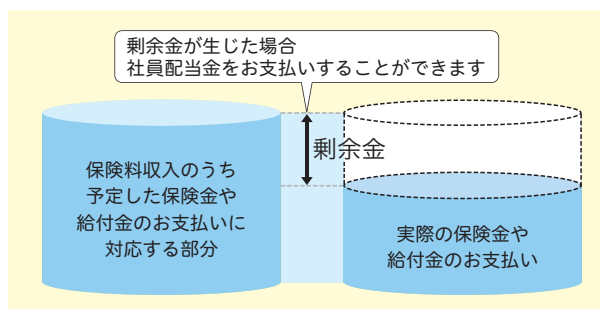 剰余金が生じた場合
社員配当金をお支払いすることができます
剰余金
保険料収入のうち
予定した保険金や
給付金のお支払いに
対応する部分
実際の保険金や
給付金のお支払い